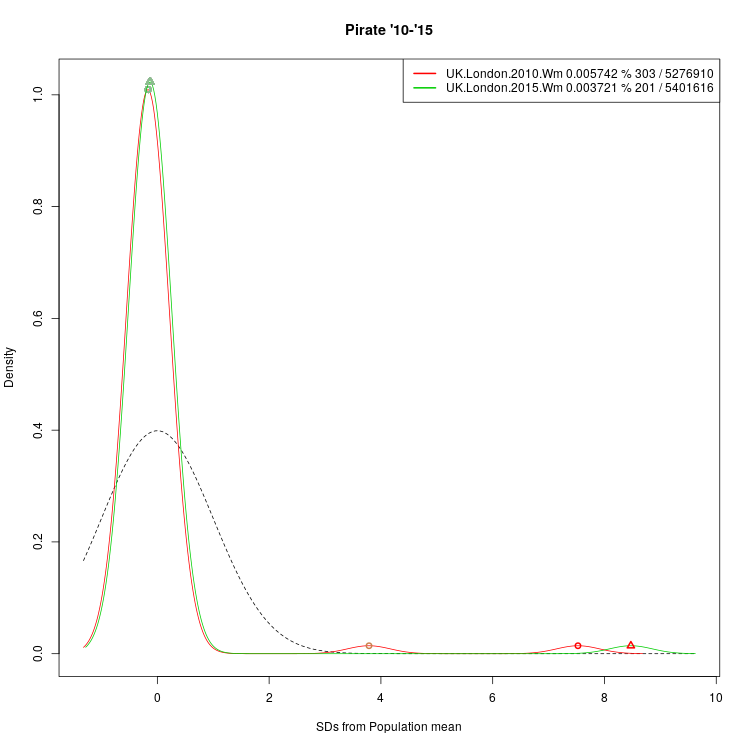 Pirate '10-'15
UK.London.2010.Wm 0.005742 % 303 / 5276910
UK.London.2015.Wm 0.003721 % 201 / 5401616
Density
1.0
0.8
0.6
0.4
0.2
0.0
0 2 4 6 8 10
SDs from Population mean